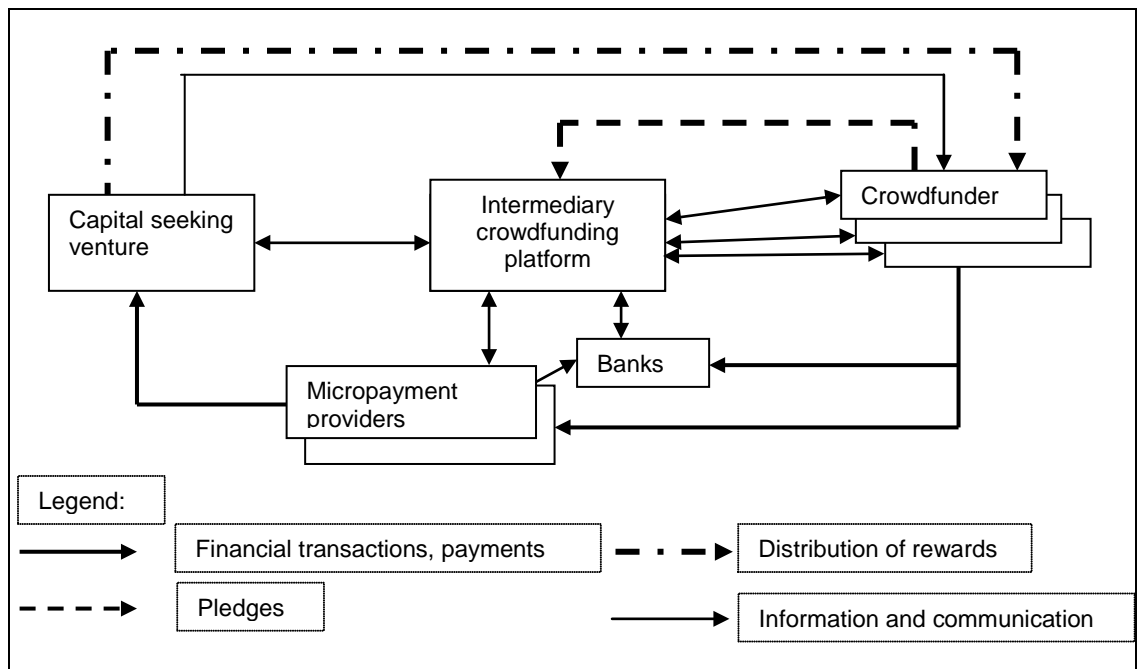 Capital seeking
venture
Intermediary
crowdfunding
platform
Crowdfunder
Banks
Micropayment
providers
Legend:
Financial transactions, payments
Distribution of rewards
Pledges
Information and communication